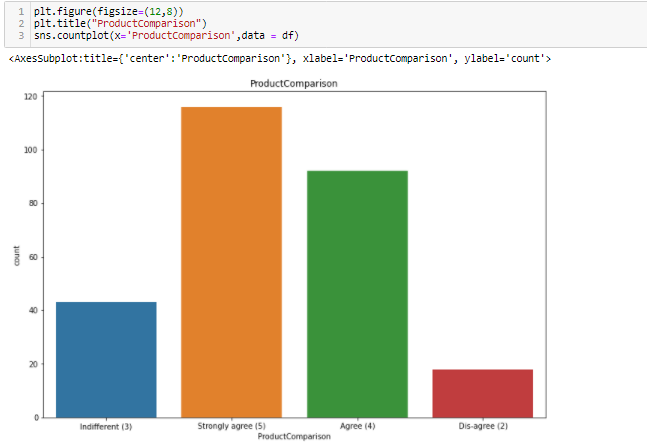 1 plt.figure(figsize=(12,8))
2 plt.title("ProductComparison")
3 sns.countplot(x='ProductComparison',data = df)
<AxesSubplot:title={'center':'ProductComparison'}, xlabel='ProductComparison', ylabel='count'>
ProductComparison
120
100
80
60
40
20
0
count
Indifferent (3) Strongly agree (5) Agree (4) Dis-agree (2)
ProductComparison